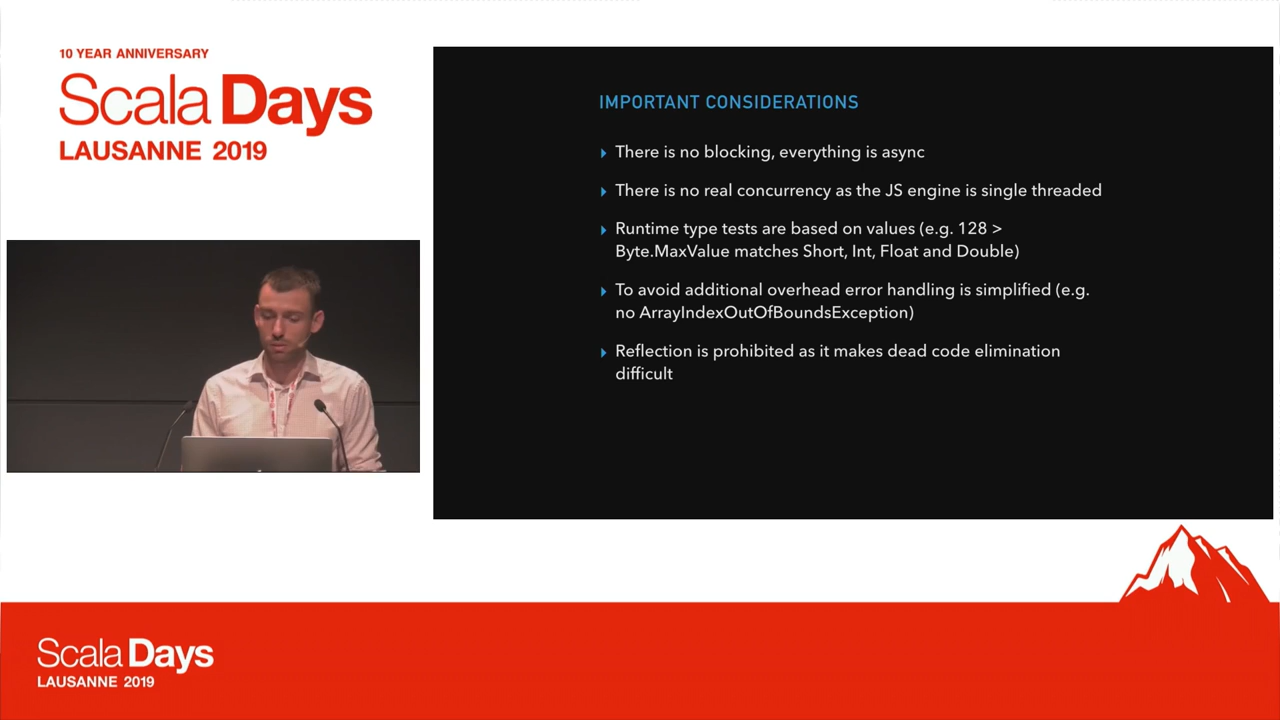 10 YEAR ANNIVERSARY
Scala Days
LAUSANNE 2019
IMPORTANT CONSIDERATIONS
There is no blocking, everything is async
There is no real concurrency as the JS engine is single threaded
Runtime type tests are based on values (e.g. 128 >
Byte.MaxValue matches Short, Int, Float and Double)
To avoid additional overhead error handling is simplified (e.g.
no ArrayIndexOutOfBoundsException)
Reflection is prohibited as it makes dead code elimination
difficult
Scala Days
LAUSANNE 2019